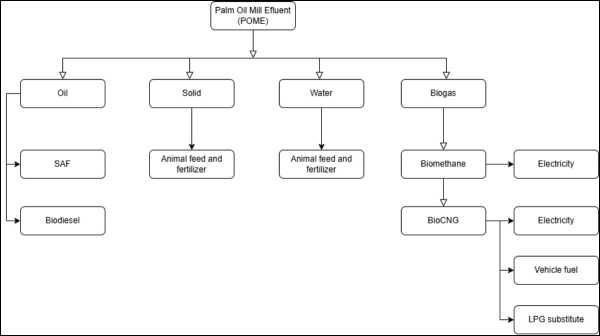 Palm Oil Mill Efluent
(POME)
Oil
Solid
Water
Biogas
SAF
Animal feed and
fertilizer
Animal feed and
fertilizer
Biomethane
Electricity
Biodiesel
BioCNG
Electricity
Vehicle fuel
LPG substitute